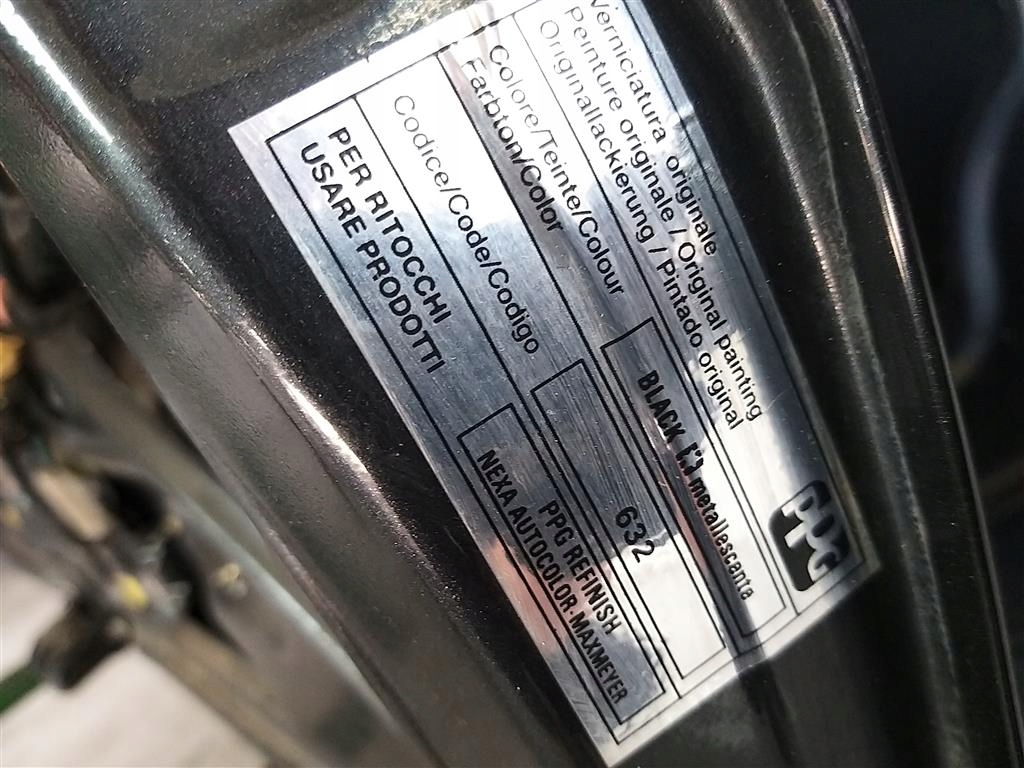 Verniciatura originale
Peinture originale / Original painting
Originallackierung / Pintado original
PPG
Colore/Teinte/Colour
Farbton/Color
BLACK [·] metallescanta
Codice/Code/Codigo
632
PER RITOCCHI
USARE PRODOTTI
PPG REFINISH
NEXA AUTOCOLOR.MAXMEYER